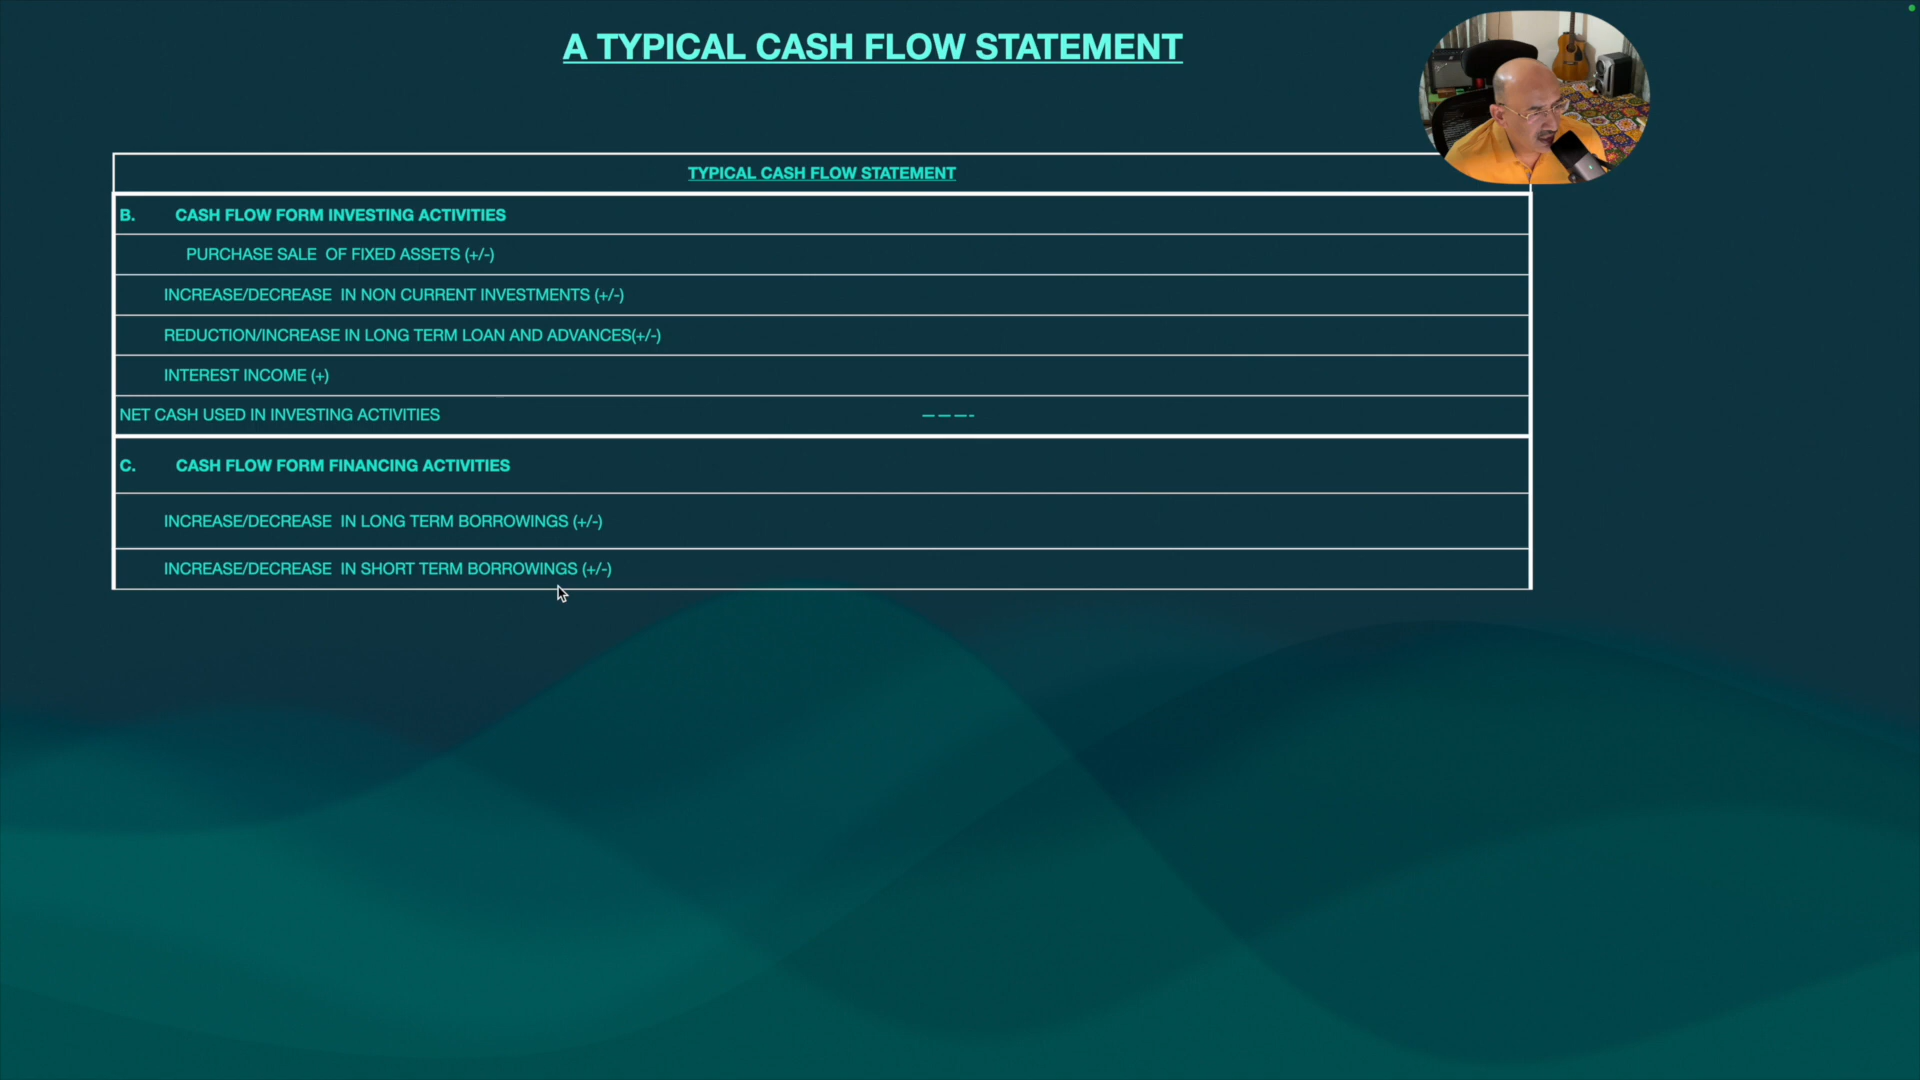 A TYPICAL CASH FLOW STATEMENT
TYPICAL CASH FLOW STATEMENT
B. CASH FLOW FORM INVESTING ACTIVITIES
PURCHASE SALE OF FIXED ASSETS (+/-)
INCREASE/DECREASE IN NON CURRENT INVESTMENTS (+/-)
REDUCTION/INCREASE IN LONG TERM LOAN AND ADVANCES(+/-)
INTEREST INCOME (+)
NET CASH USED IN INVESTING ACTIVITIES — — —-
C. CASH FLOW FORM FINANCING ACTIVITIES
INCREASE/DECREASE IN LONG TERM BORROWINGS (+/-)
INCREASE/DECREASE IN SHORT TERM BORROWINGS (+/-)